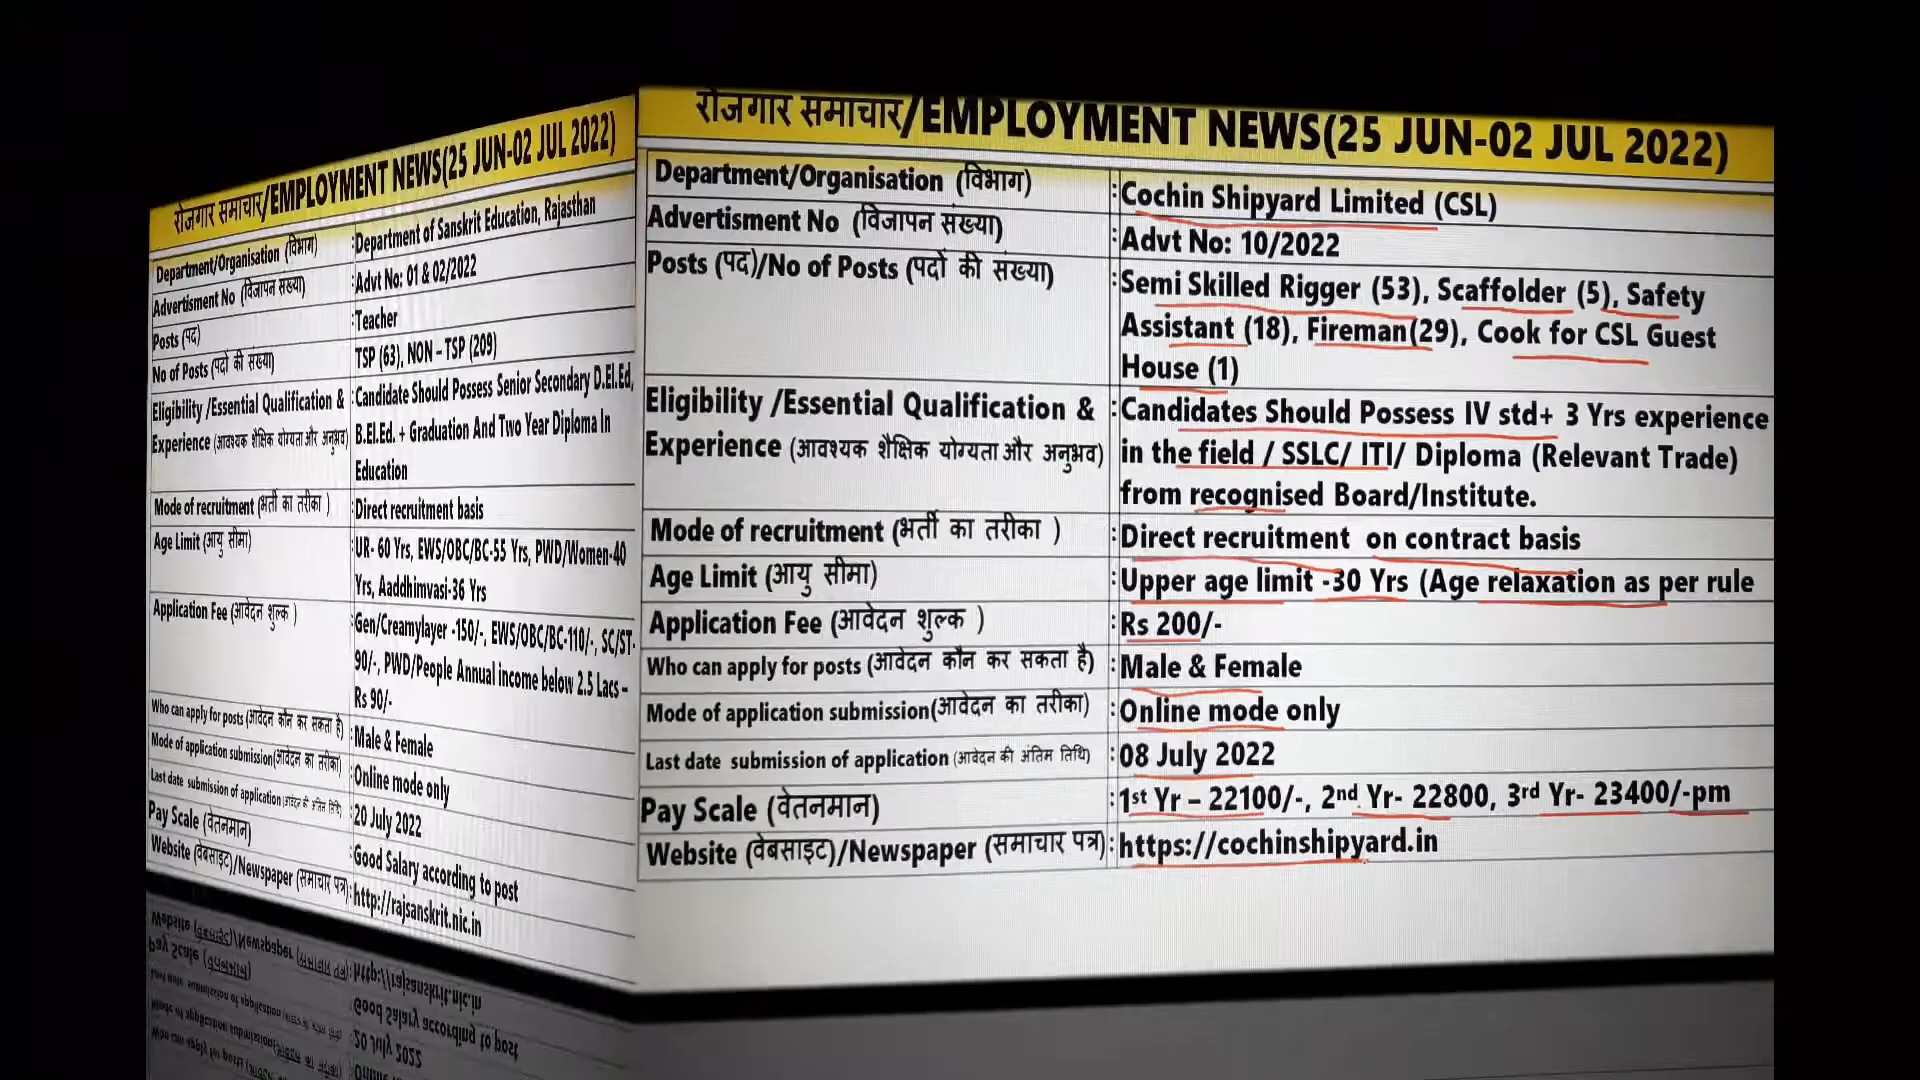 रोजगार समाचार/EMPLOYMENT NEWS(25 JUN-02 JUL 2022)
Department/Organisation (विभाग) :Department of Sanskrit Education, Rajasthan
Advertisment No (विज्ञापन संख्या) :Advt No: 01 & 02/2022
Posts (पद) :Teacher
No of Posts (पदों की संख्या) TSP (63), NON – TSP (209)
Eligibility /Essential Qualification & :Candidate Should Possess Senior Secondary D.El.Ed,
Experience (आवश्यक शैक्षिक योग्यता और अनुभव) B.El.Ed. + Graduation And Two Year Diploma In
Education
Mode of recruitment (भर्ती का तरीका ) :Direct recruitment basis
Age Limit (आयु सीमा) :UR- 60 Yrs, EWS/OBC/BC-55 Yrs, PWD/Women-40
Yrs, Aaddhimvasi-36 Yrs
Application Fee (आवेदन शुल्क ) :Gen/Creamylayer -150/-, EWS/OBC/BC-110/-, SC/ST-
90/-, PWD/People Annual income below 2.5 Lacs –
Rs 90/-
Who can apply for posts (आवेदन कौन कर सकता है) :Male & Female
Mode of application submission(आवेदन का तरीका) :Online mode only
Last date submission of application (आवेदन की अंतिम तिथि) :20 July 2022
Pay Scale (वेतनमान) :Good Salary according to post
Website (वेबसाइट)/Newspaper (समाचार पत्र):http://rajsanskrit.nic.in
रोजगार समाचार/EMPLOYMENT NEWS(25 JUN-02 JUL 2022)
Department/Organisation (विभाग) :Cochin Shipyard Limited (CSL)
Advertisment No (विज्ञापन संख्या) :Advt No: 10/2022
Posts (पद)/No of Posts (पदों की संख्या) :Semi Skilled Rigger (53), Scaffolder (5), Safety
Assistant (18), Fireman(29), Cook for CSL Guest
House (1)
Eligibility /Essential Qualification & :Candidates Should Possess IV std+ 3 Yrs experience
Experience (आवश्यक शैक्षिक योग्यता और अनुभव) in the field / SSLC/ ITI/ Diploma (Relevant Trade)
from recognised Board/Institute.
Mode of recruitment (भर्ती का तरीका ) :Direct recruitment on contract basis
Age Limit (आयु सीमा) :Upper age limit -30 Yrs (Age relaxation as per rule
Application Fee (आवेदन शुल्क ) :Rs 200/-
Who can apply for posts (आवेदन कौन कर सकता है) :Male & Female
Mode of application submission(आवेदन का तरीका) :Online mode only
Last date submission of application (आवेदन की अंतिम तिथि) :08 July 2022
Pay Scale (वेतनमान) :1st Yr – 22100/-, 2nd Yr- 22800, 3rd Yr- 23400/-pm
Website (वेबसाइट)/Newspaper (समाचार पत्र):https://cochinshipyard.in